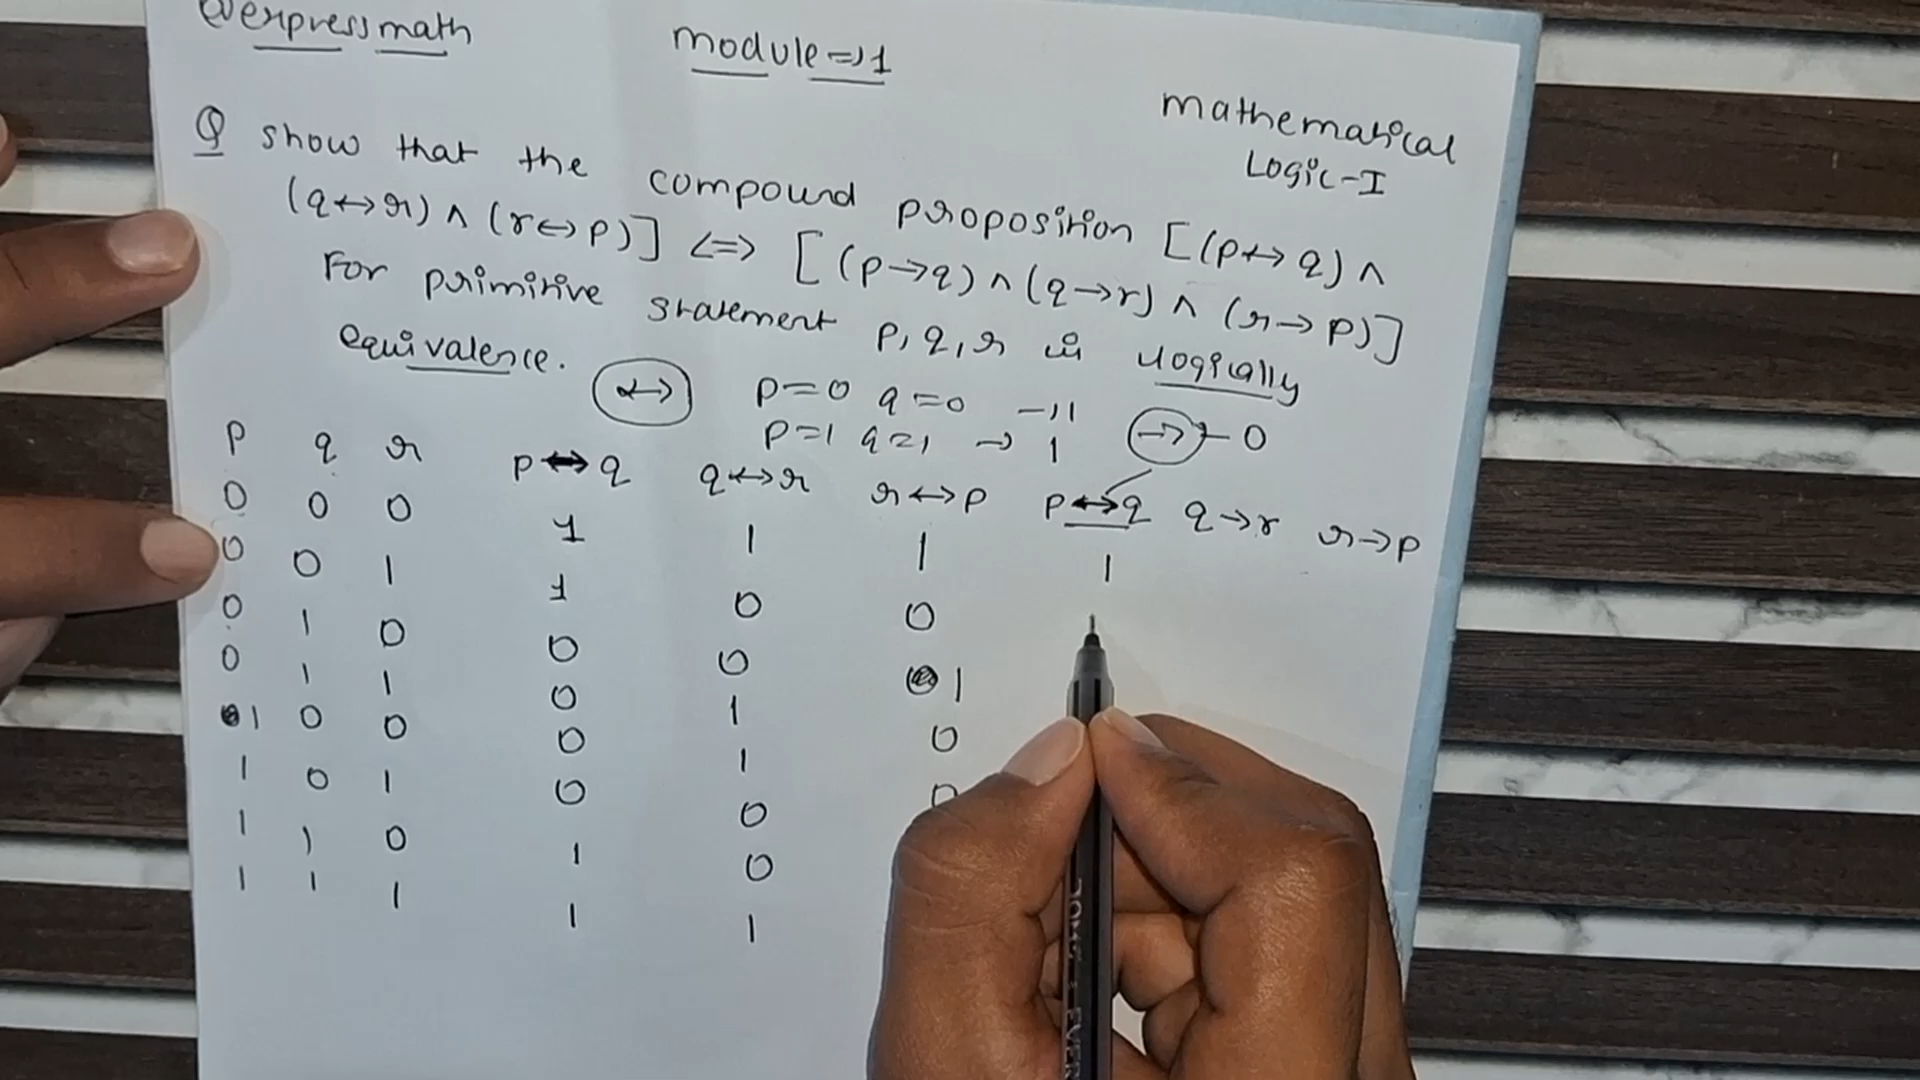 expressmath
module => 1
mathematical
Logic-I
Q show that the compound proposition [(p↔q) ∧
(q↔r) ∧ (r↔p)] <=> [(p→q) ∧ (q→r) ∧ (r→p)]
For primitive statement p, q, r is logically
equivalence.
↔ p=0 q=0 → 1
p=1 q=1 → 1 → 0
p q r p↔q q↔r r↔p p↔q q→r r→p
0 0 0 1 1 1 1
0 0 1 1 0 0
0 1 0 0 0 1
0 1 1 0 1 0
1 0 0 0 1 0
1 0 1 0 0
1 1 0 1 0
1 1 1 1 1